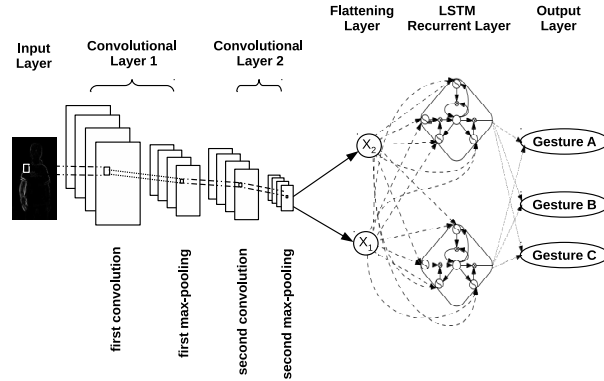 Input
Layer
Convolutional
Layer 1
Convolutional
Layer 2
Flattening
Layer
LSTM
Recurrent Layer
Output
Layer
X2
X1
Gesture A
Gesture B
Gesture C
first convolution
first max-pooling
second convolution
second max-pooling